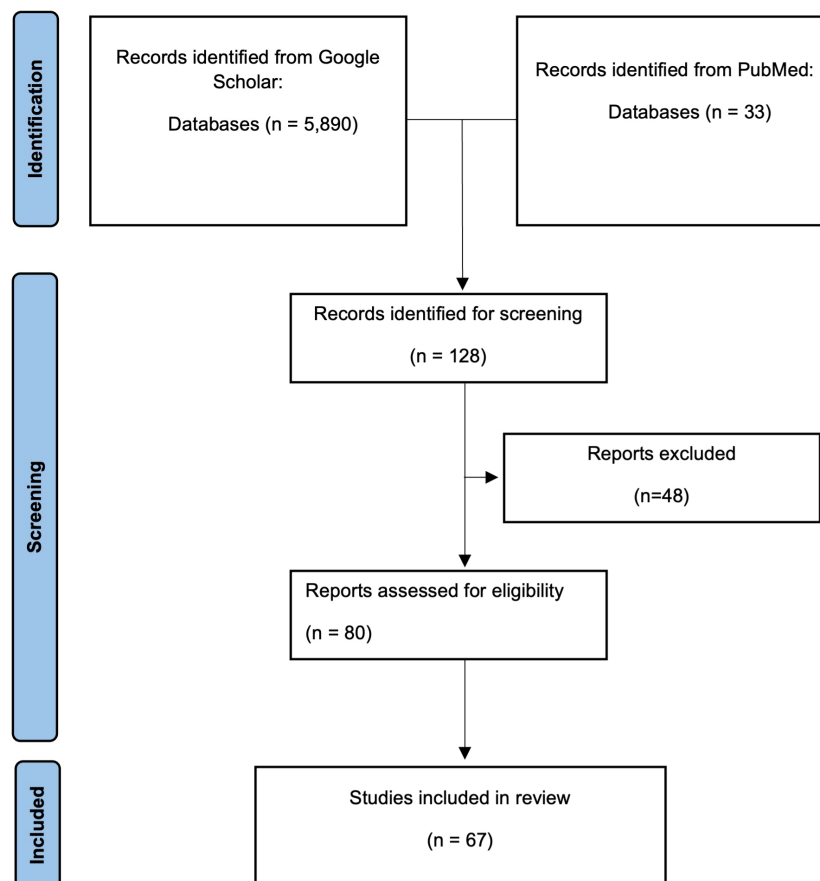 Identification
Records identified from Google
Scholar:
Databases (n = 5,890)
Records identified from PubMed:
Databases (n = 33)
Screening
Records identified for screening
(n = 128)
Reports excluded
(n=48)
Reports assessed for eligibility
(n = 80)
Included
Studies included in review
(n = 67)